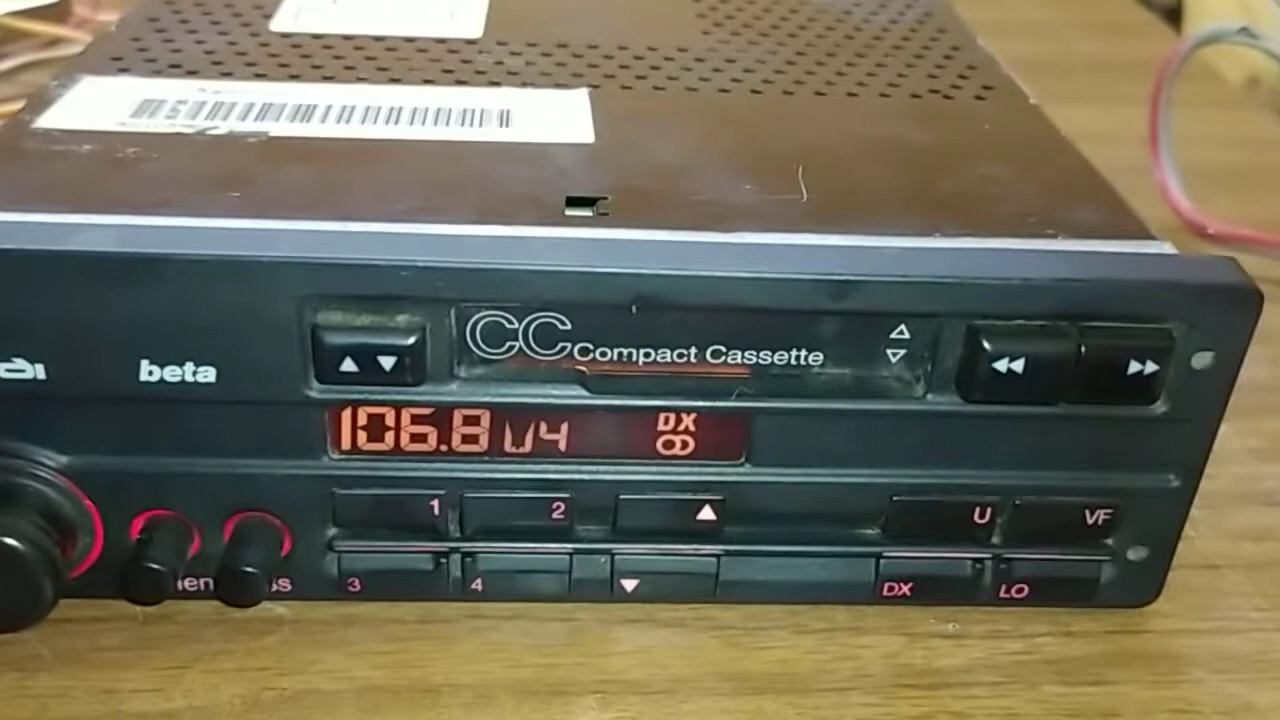 CC Compact Cassette
beta
106.8 U4 DX
1 2 U VF
3 4 DX LO